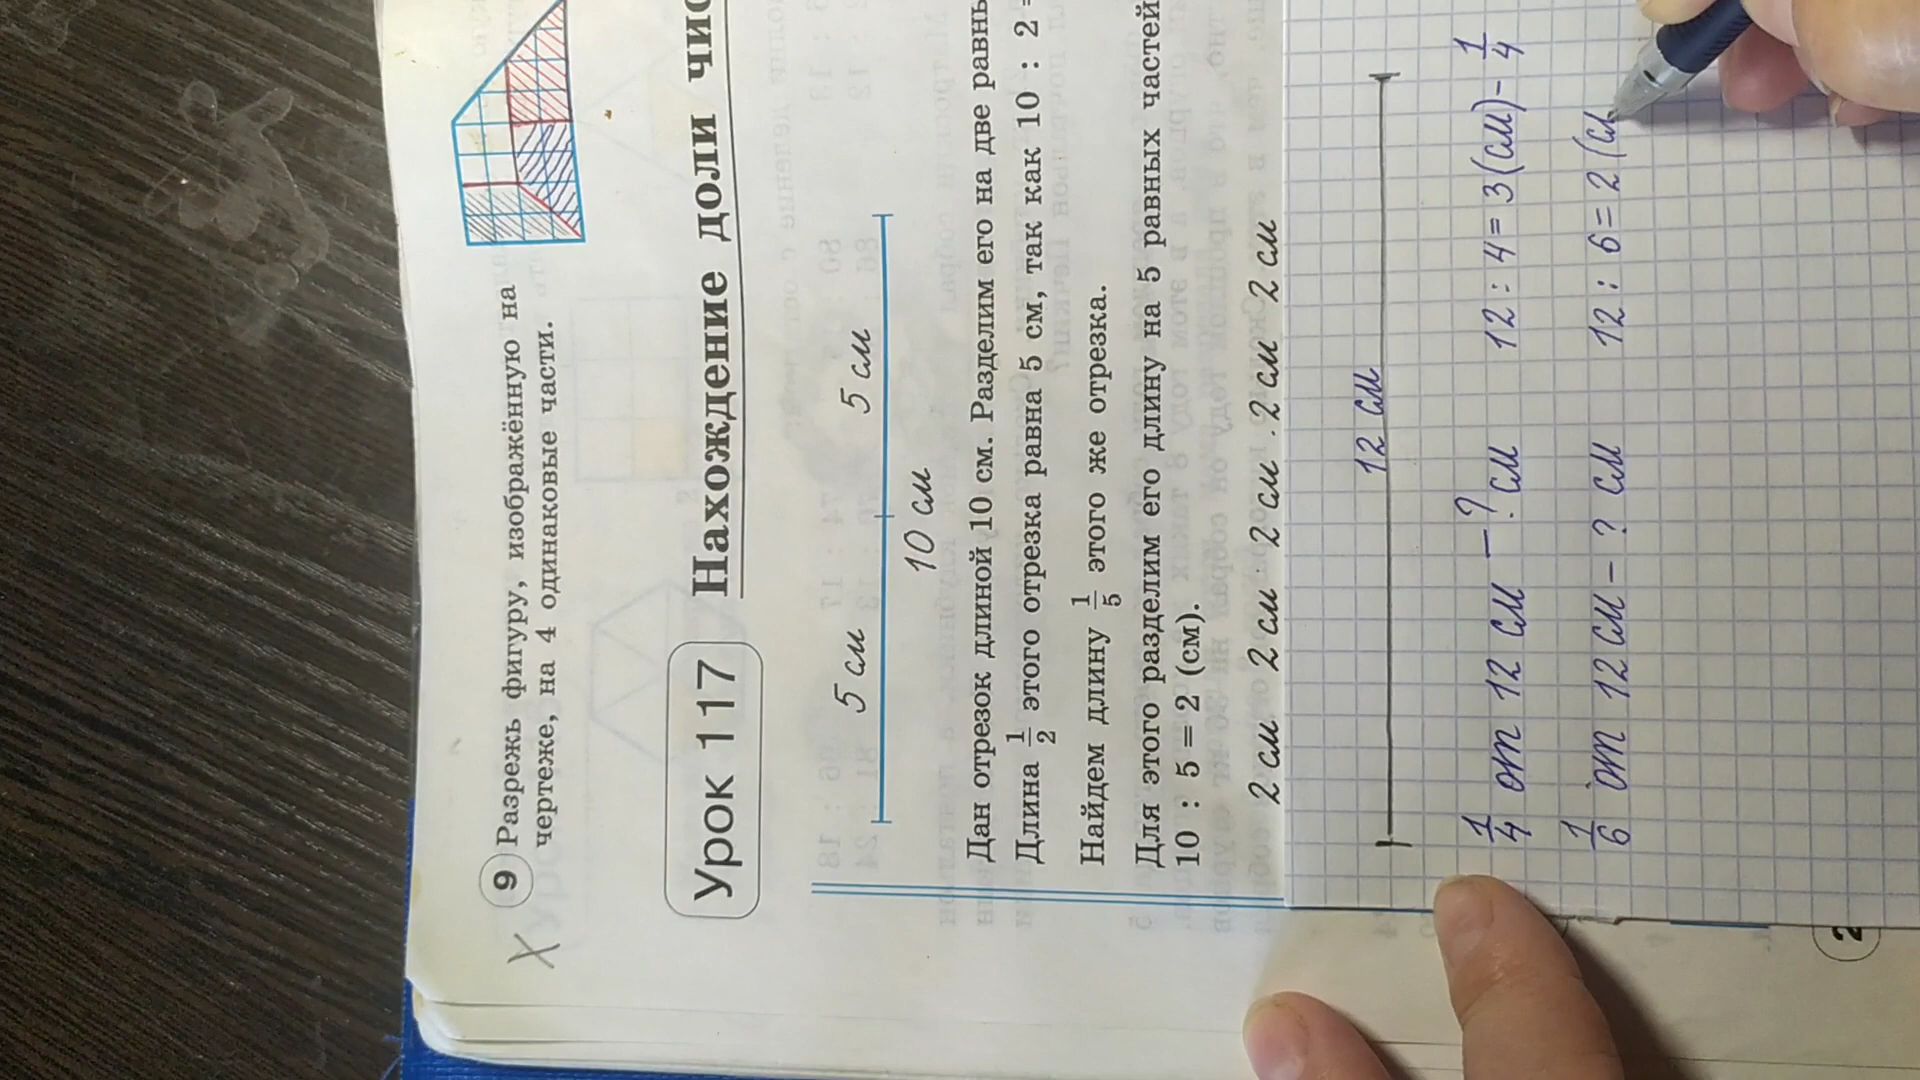 9 Разрежь фигуру, изображённую на
чертеже, на 4 одинаковые части.
Урок 117 Нахождение доли чис
5 см 5 см
10 см
Дан отрезок длиной 10 см. Разделим его на две равны
Длина 1/2 этого отрезка равна 5 см, так как 10 : 2 =
Найдем длину 1/5 этого же отрезка.
Для этого разделим его длину на 5 равных частей
10 : 5 = 2 (см).
2 см 2 см 2 см 2 см 2 см
12 см
1/4 от 12 см – ? см 12 : 4 = 3 (см) - 1/4
1/6 от 12 см – ? см 12 : 6 = 2 (см
2